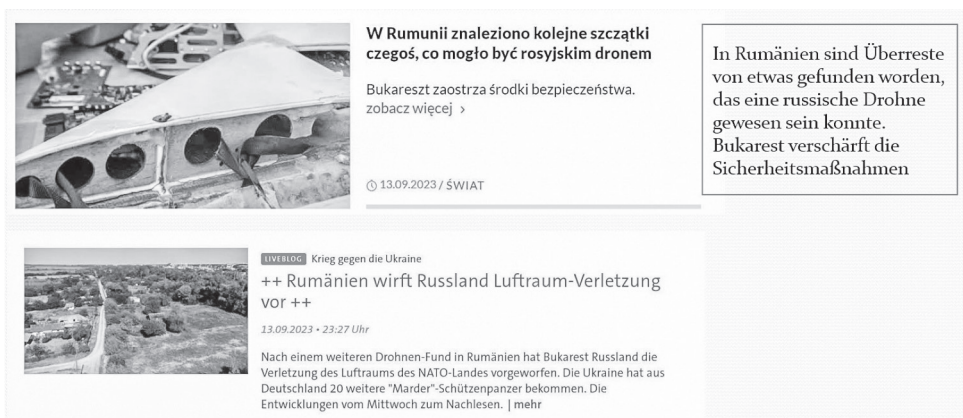 W Rumunii znaleziono kolejne szczątki
czegoś, co mogło być rosyjskim dronem
Bukareszt zaostrza środki bezpieczeństwa.
zobacz więcej ›
13.09.2023 / ŚWIAT
In Rumänien sind Überreste
von etwas gefunden worden,
das eine russische Drohne
gewesen sein konnte.
Bukarest verschärft die
Sicherheitsmaßnahmen
LIVEBLOG Krieg gegen die Ukraine
++ Rumänien wirft Russland Luftraum-Verletzung
vor ++
13.09.2023 • 23:27 Uhr
Nach einem weiteren Drohnen-Fund in Rumänien hat Bukarest Russland die
Verletzung des Luftraums des NATO-Landes vorgeworfen. Die Ukraine hat aus
Deutschland 20 weitere "Marder"-Schützenpanzer bekommen. Die
Entwicklungen vom Mittwoch zum Nachlesen. | mehr